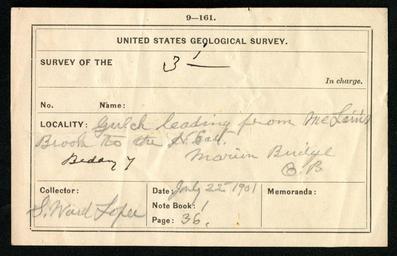 9—161.
UNITED STATES GEOLOGICAL SURVEY.
SURVEY OF THE
In charge.
No. Name:
LOCALITY: Gulch leading from McLean's
Brook to the N. East.
Marion Bridge
C.B
Collector: Date: July 22 1901 Memoranda:
S. Ward Loper Note Book: 1
Page: 36.